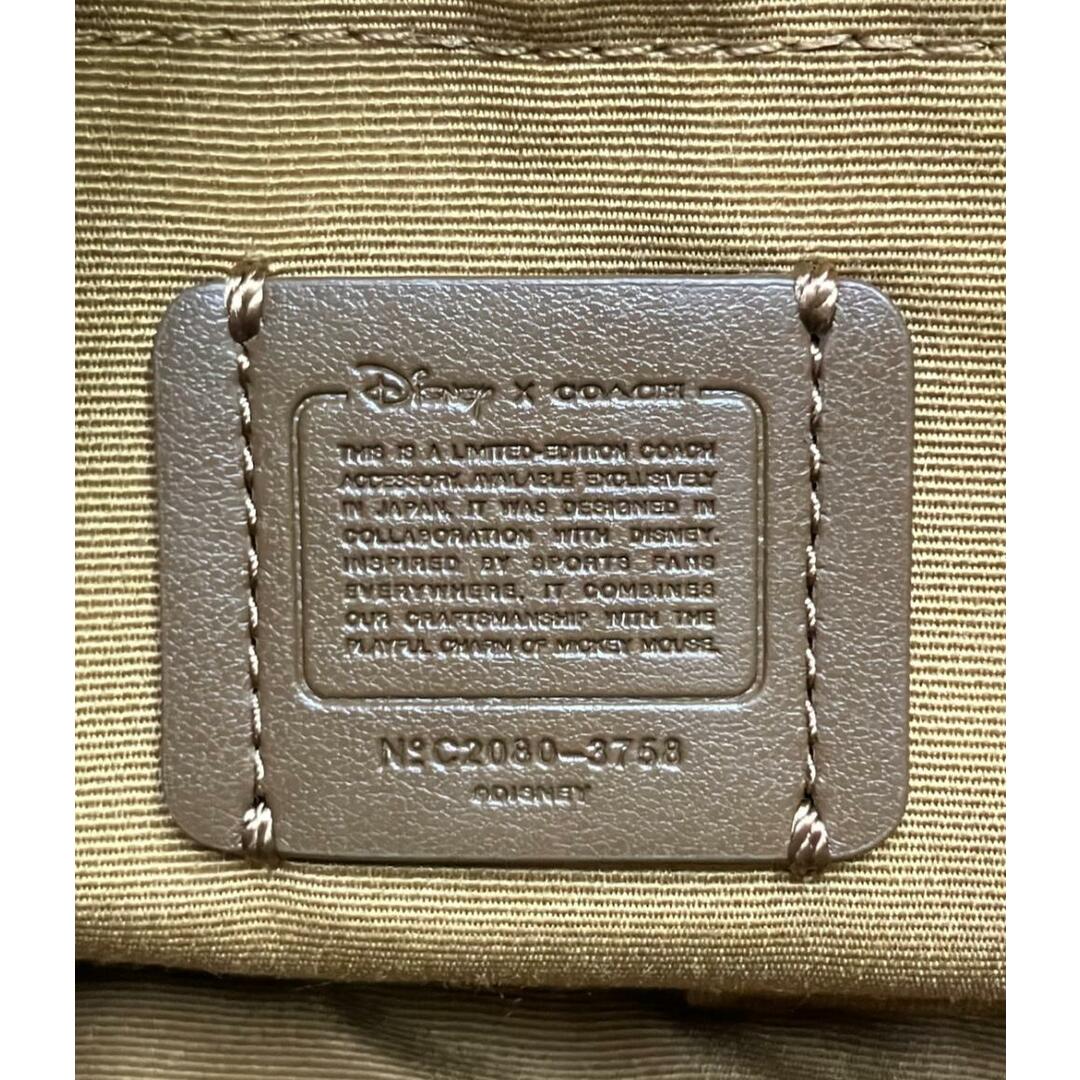 Disney X COACH
THIS IS A LIMITED-EDITION COACH
ACCESSORY. AVAILABLE EXCLUSIVELY
IN JAPAN, IT WAS DESIGNED IN
COLLABORATION WITH DISNEY.
INSPIRED BY SPORTS FANS
EVERYWHERE, IT COMBINES
OUR CRAFTSMANSHIP WITH THE
PLAYFUL CHARM OF MICKEY MOUSE.
Nº C2080-3758
©DISNEY